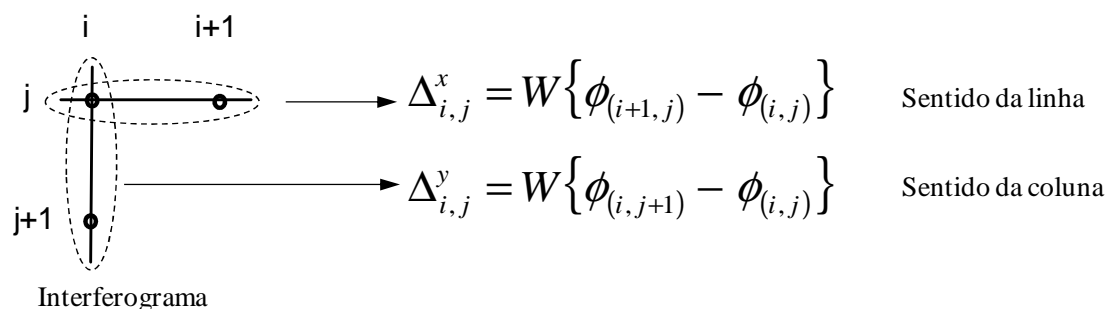 i i+1
j Δ^x_{i,j} = W{ϕ_{(i+1,j)} − ϕ_{(i,j)}} Sentido da linha
Δ^y_{i,j} = W{ϕ_{(i,j+1)} − ϕ_{(i,j)}} Sentido da coluna
j+1
Interferograma